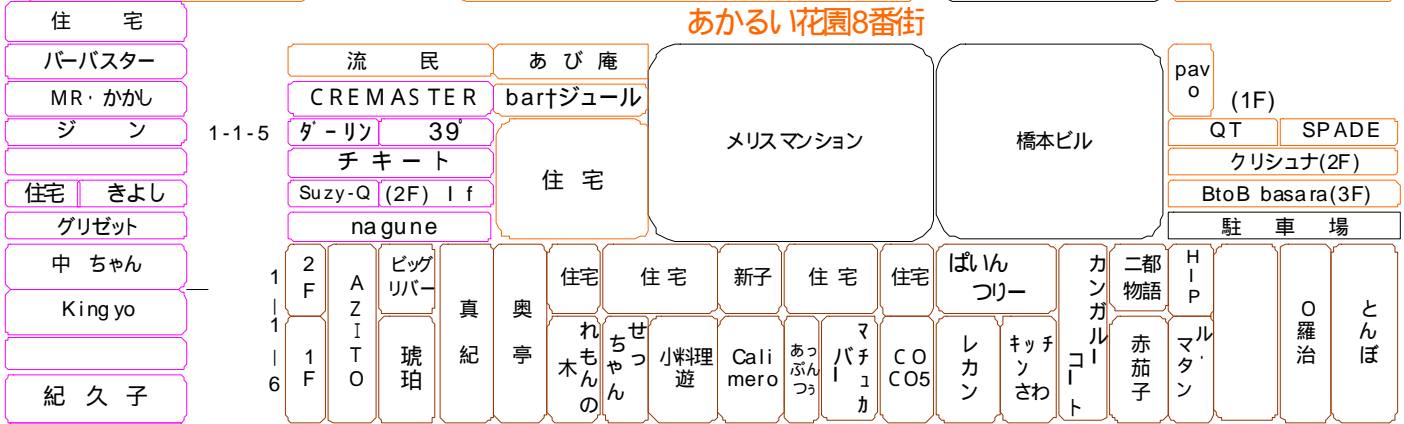 あかるい花園8番街
住 宅
バーバスター
MR・かかし
ジ ン
住宅 きよし
グリゼット
中 ちゃん
Kingyo
紀 久 子
1-1-5
流 民
CREMASTER
ダーリン 39°
チ キ ー ト
Suzy-Q (2F) If
nagune
あ び 庵
bar†ジュール
住 宅
メリスマンション
橋本ビル
pav
o
(1F)
QT SPADE
クリシュナ(2F)
BtoB basara(3F)
駐 車 場
1-1-6
2F
1F
AZITO
ビッグ
リバー
琥珀
真紀
奥亭
住宅
れもんの
木
住 宅
せっ
ちゃん
小料理
遊
新子
Cali
mero
住 宅
あっ
ぷん
つぅ
マチュカ
バー
住宅
CO
CO5
ぱいん
つりー
レカン
キッチ
ン
さわ
カンガルー
コート
二都
物語
赤茄子
HIP
ル・
マタン
O羅治
とんぼ